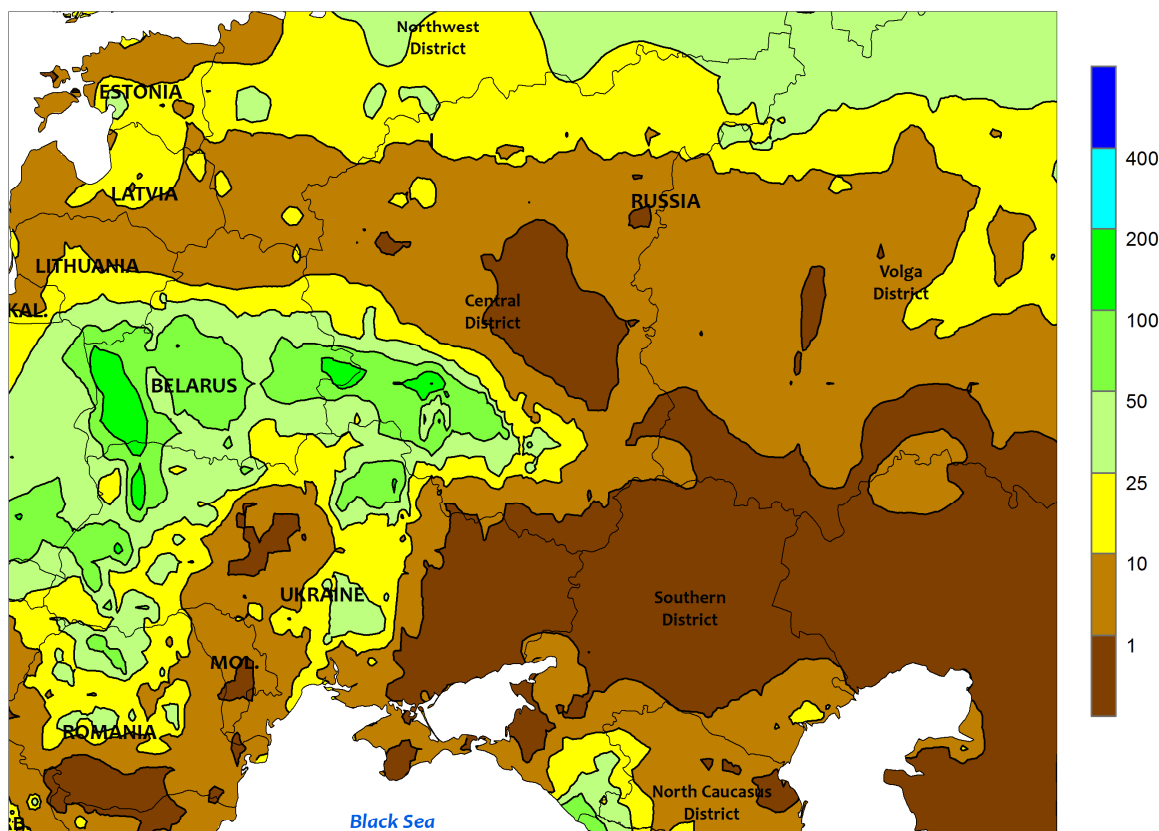 Northwest
District
ESTONIA
400
LATVIA
RUSSIA
200
LITHUANIA
Volga
District
KAL.
Central
District
100
BELARUS
50
25
10
UKRAINE
Southern
District
1
MOL.
ROMANIA
North Caucasus
District
Black Sea
RB.